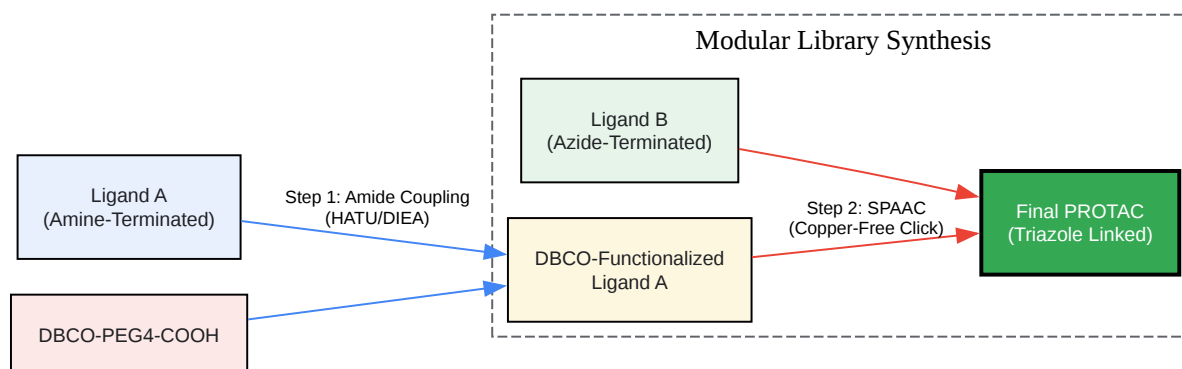 Modular Library Synthesis
Ligand B
(Azide-Terminated)
Ligand A
(Amine-Terminated)
Step 1: Amide Coupling
(HATU/DIEA)
Final PROTAC
(Triazole Linked)
Step 2: SPAAC
(Copper-Free Click)
DBCO-Functionalized
Ligand A
DBCO-PEG4-COOH